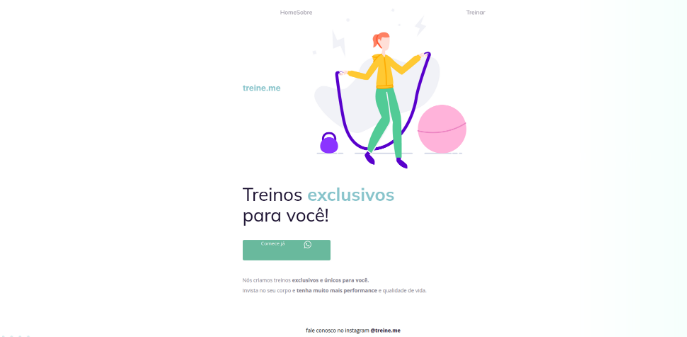 HomeSobre
Treinar
treine.me
Treinos exclusivos
para você!
Comece já
Nós criamos treinos exclusivos e únicos para você.
Invista no seu corpo e tenha muito mais performance e qualidade de vida
fale conosco no instagram @treine.me